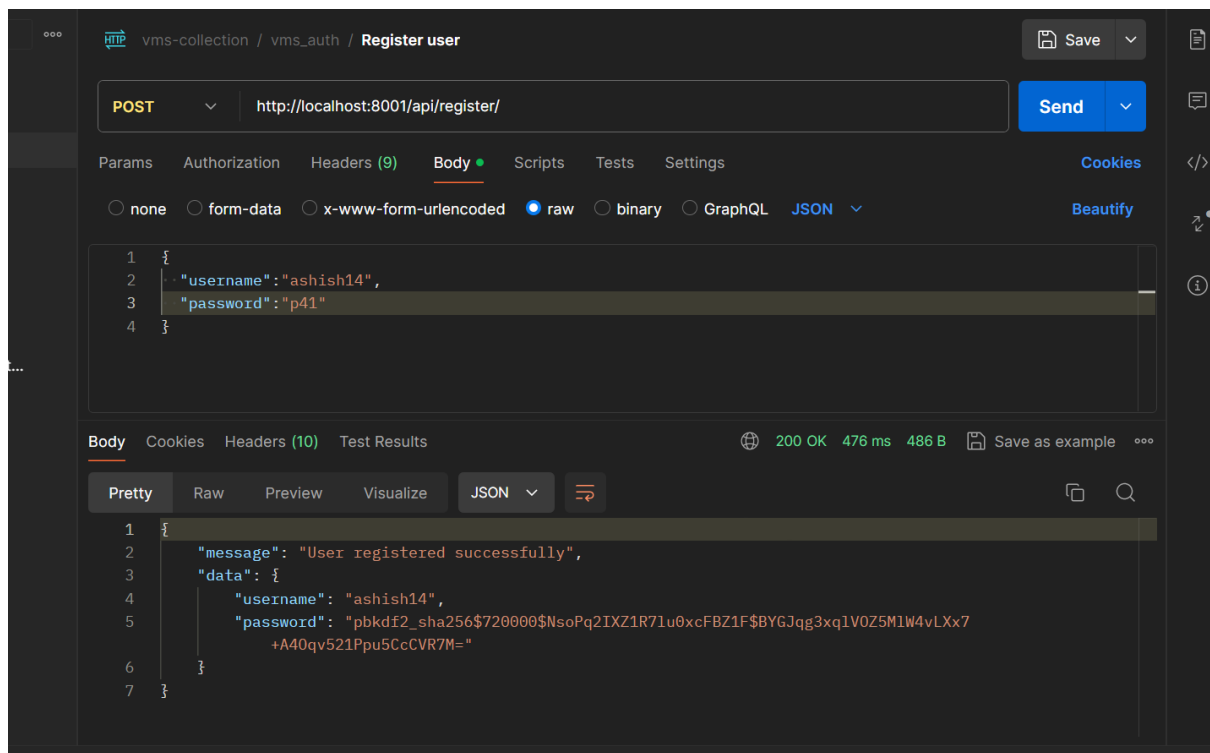 HTTP vms-collection / vms_auth / Register user Save
POST http://localhost:8001/api/register/ Send
Params Authorization Headers (9) Body Scripts Tests Settings Cookies
none form-data x-www-form-urlencoded raw binary GraphQL JSON Beautify
1 {
2 "username":"ashish14",
3 "password":"p41"
4 }
t...
Body Cookies Headers (10) Test Results 200 OK 476 ms 486 B Save as example
Pretty Raw Preview Visualize JSON
1 {
2 "message": "User registered successfully",
3 "data": {
4 "username": "ashish14",
5 "password": "pbkdf2_sha256$720000$NsoPq2IXZ1R7lu0xcFBZ1F$BYGJqg3xqlVOZ5MlW4vLXx7
+A4Oqv521Ppu5CcCVR7M="
6 }
7 }